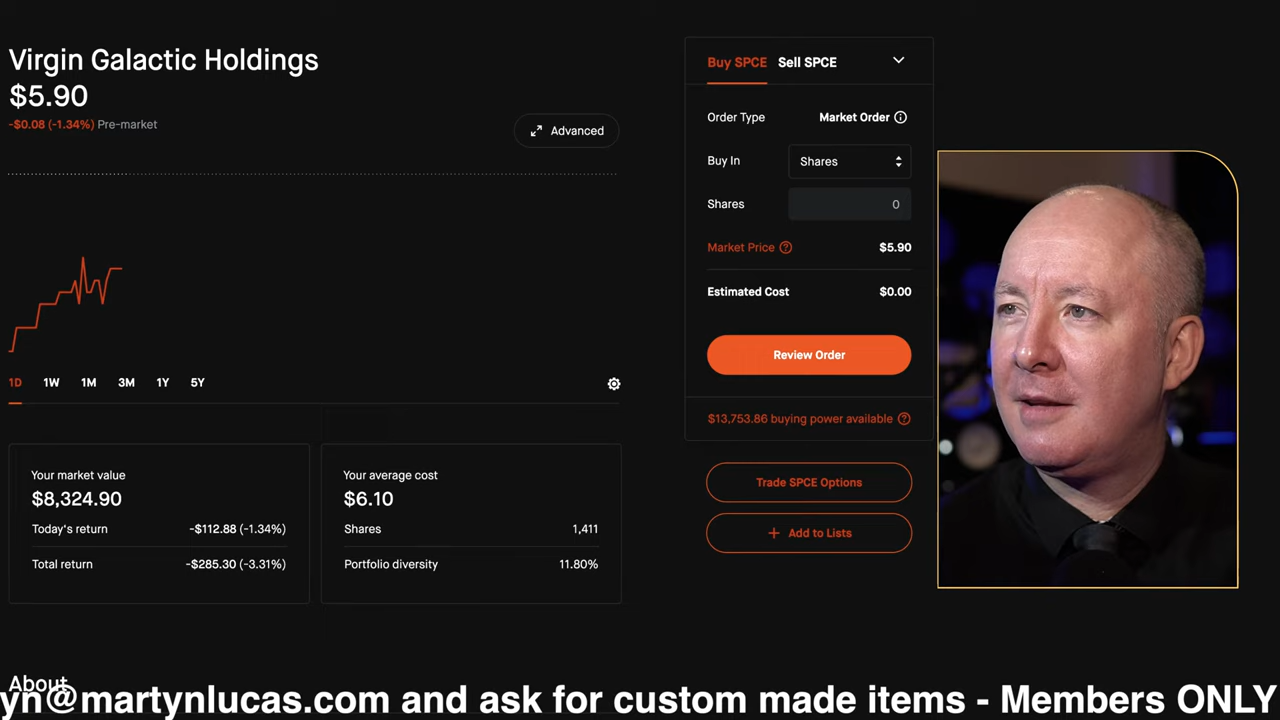 Virgin Galactic Holdings
$5.90
-$0.08 (-1.34%) Pre-market
Advanced
1D 1W 1M 3M 1Y 5Y
Your market value
$8,324.90
Today's return -$112.88 (-1.34%)
Total return -$285.30 (-3.31%)
Your average cost
$6.10
Shares 1,411
Portfolio diversity 11.80%
Buy SPCE Sell SPCE
Order Type Market Order
Buy In Shares
Shares 0
Market Price $5.90
Estimated Cost $0.00
Review Order
$13,753.86 buying power available
Trade SPCE Options
+ Add to Lists
About
yn@martynlucas.com and ask for custom made items - Members ONLY